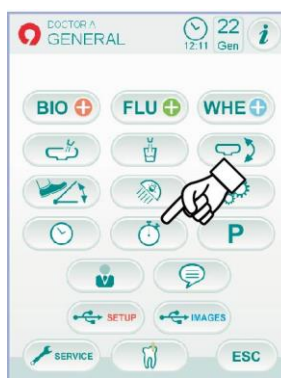 DOCTOR A
GENERAL
12:11
22
Gen
i
BIO
FLU
WHE
P
SETUP
IMAGES
SERVICE
ESC